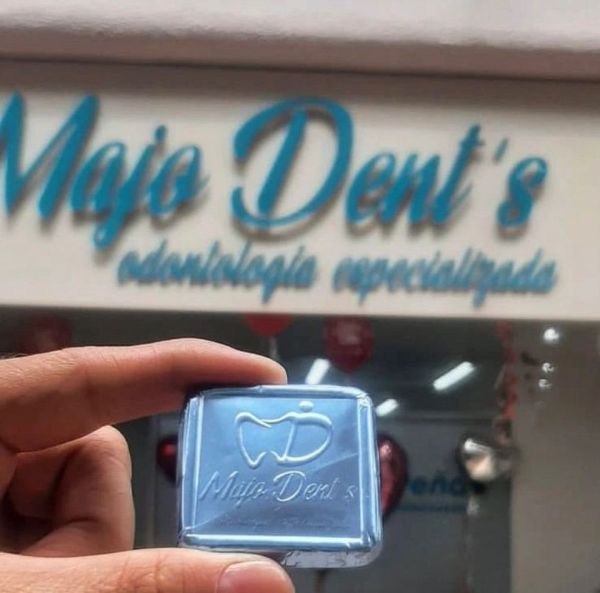 Majo Dent's
odontologia especializada
Majo Dent's